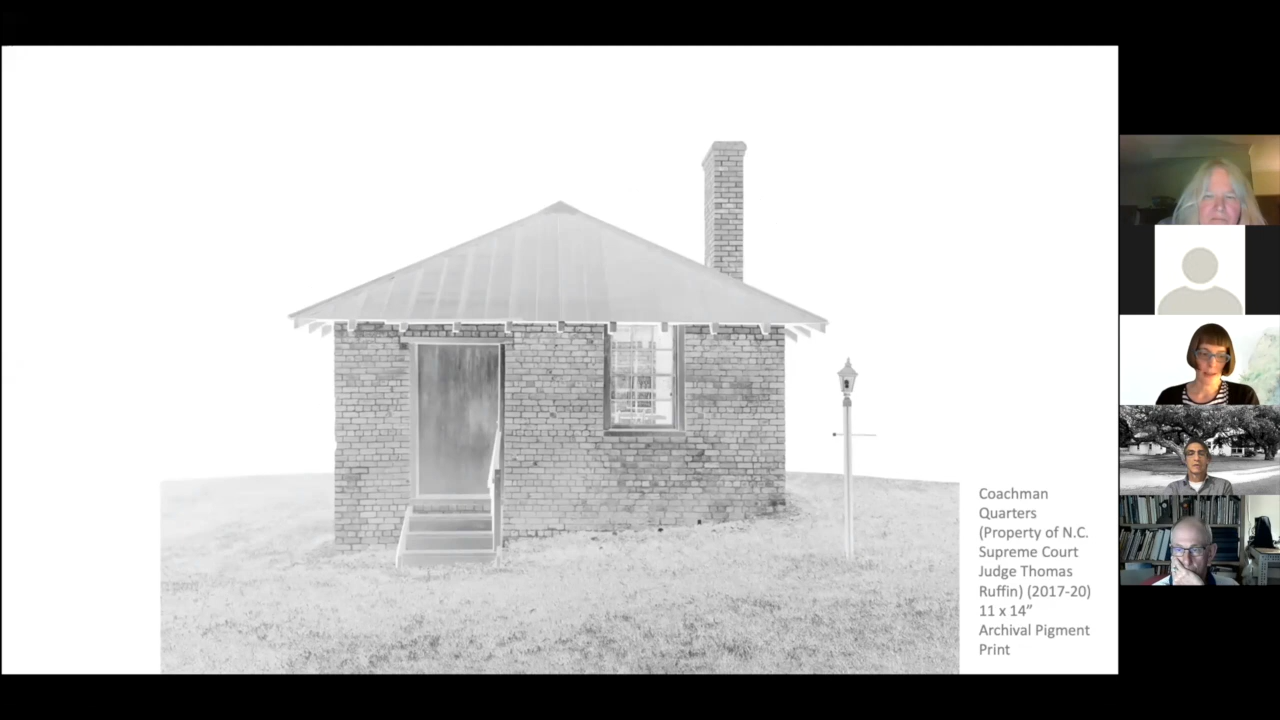 Coachman
Quarters
(Property of N.C.
Supreme Court
Judge Thomas
Ruffin) (2017-20)
11 x 14”
Archival Pigment
Print